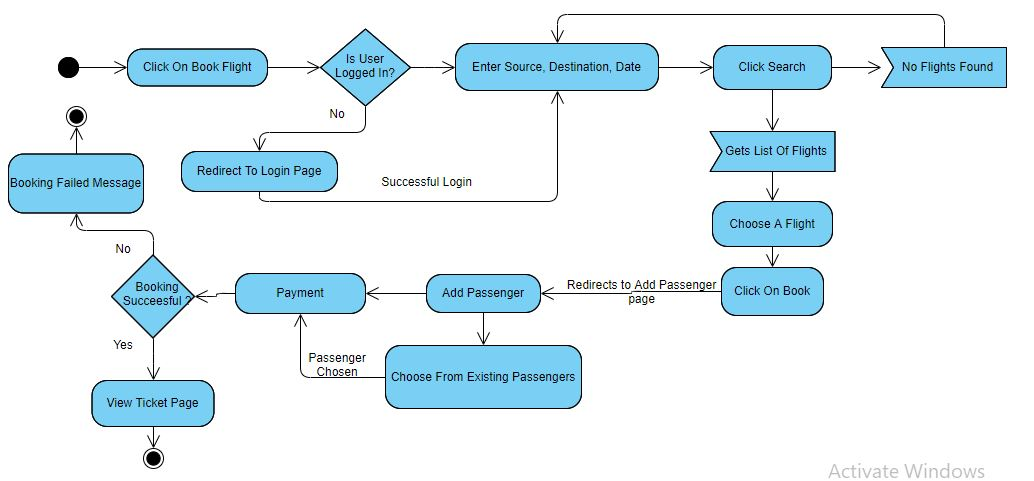 Click On Book Flight
Is User
Logged In?
Enter Source, Destination, Date
Click Search
No Flights Found
No
Gets List Of Flights
Redirect To Login Page
Successful Login
Booking Failed Message
Choose A Flight
No
Booking
Succeesful ?
Payment
Add Passenger
Redirects to Add Passenger
page
Click On Book
Yes
Passenger
Chosen
Choose From Existing Passengers
View Ticket Page
Activate Windows